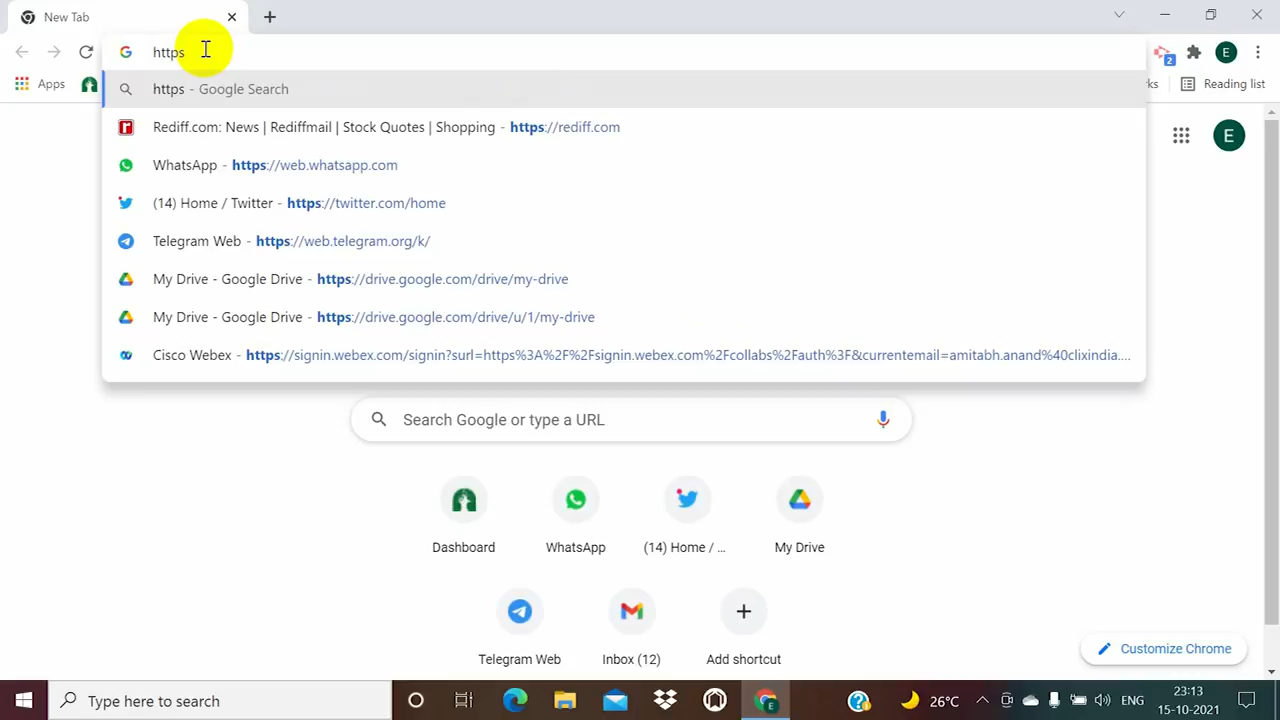 New Tab
https
Apps
ks
Reading list
https - Google Search
Rediff.com: News | Rediffmail | Stock Quotes | Shopping - https://rediff.com
WhatsApp - https://web.whatsapp.com
(14) Home / Twitter - https://twitter.com/home
Telegram Web - https://web.telegram.org/k/
My Drive - Google Drive - https://drive.google.com/drive/my-drive
My Drive - Google Drive - https://drive.google.com/drive/u/1/my-drive
Cisco Webex - https://signin.webex.com/signin?surl=https%3A%2F%2Fsignin.webex.com%2Fcollabs%2Fauth%3F&currentemail=amitabh.anand%40clixindia....
E
E
2
Search Google or type a URL
Dashboard
WhatsApp
(14) Home / ...
My Drive
Telegram Web
Inbox (12)
Add shortcut
Customize Chrome
Type here to search
E
26°C
ENG
23:13
15-10-2021